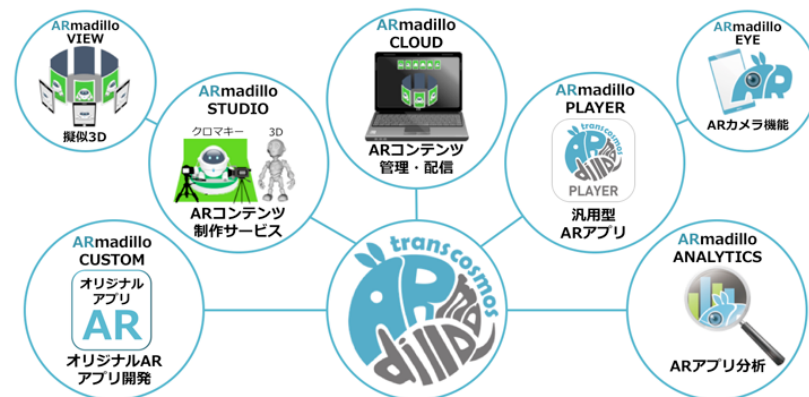 ARmadillo
VIEW
擬似3D
ARmadillo
STUDIO
クロマキー 3D
ARコンテンツ
制作サービス
ARmadillo
CLOUD
ARコンテンツ
管理・配信
ARmadillo
PLAYER
transcosmos
ARmadillo
PLAYER
汎用型
ARアプリ
ARmadillo
EYE
AR
ARカメラ機能
ARmadillo
CUSTOM
オリジナル
アプリ
AR
オリジナルAR
アプリ開発
transcosmos
ARmadillo
ARmadillo
ANALYTICS
ARアプリ分析